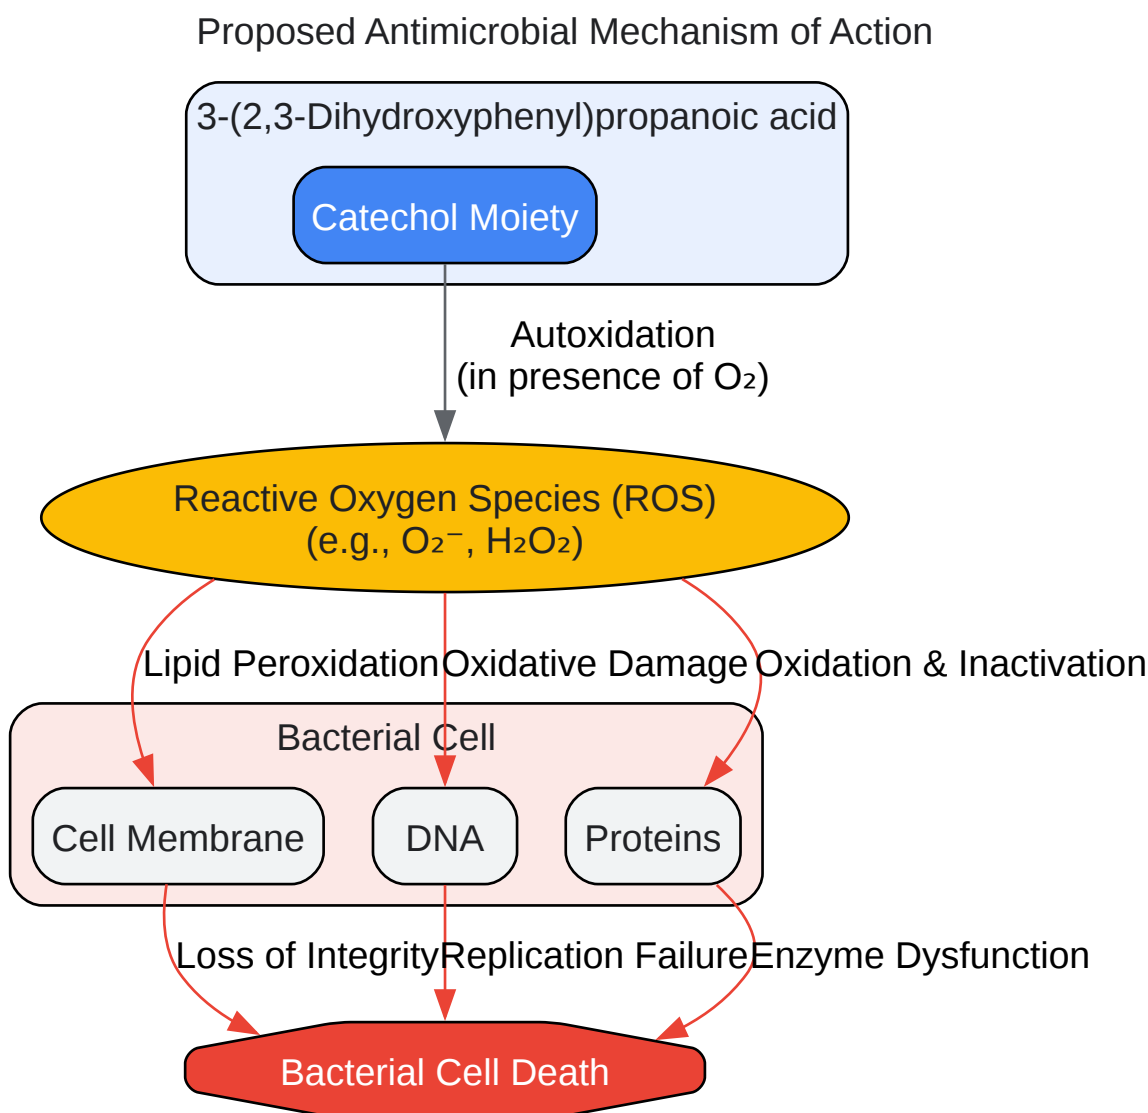 Proposed Antimicrobial Mechanism of Action
3-(2,3-Dihydroxyphenyl)propanoic acid
Catechol Moiety
Autoxidation
(in presence of O₂)
Reactive Oxygen Species (ROS)
(e.g., O₂⁻, H₂O₂)
Lipid Peroxidation
Oxidative Damage
Oxidation & Inactivation
Bacterial Cell
Cell Membrane
DNA
Proteins
Loss of Integrity
Replication Failure
Enzyme Dysfunction
Bacterial Cell Death